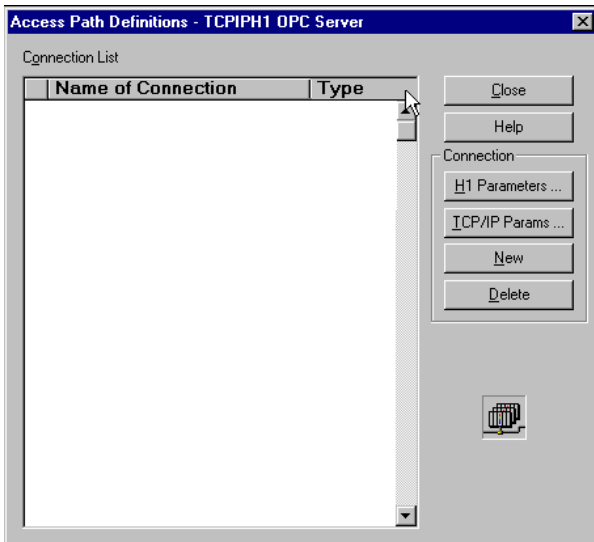 Access Path Definitions - TCPIPH1 OPC Server
Connection List
Name of Connection Type
Close
Help
Connection
H1 Parameters ...
TCP/IP Params ...
New
Delete